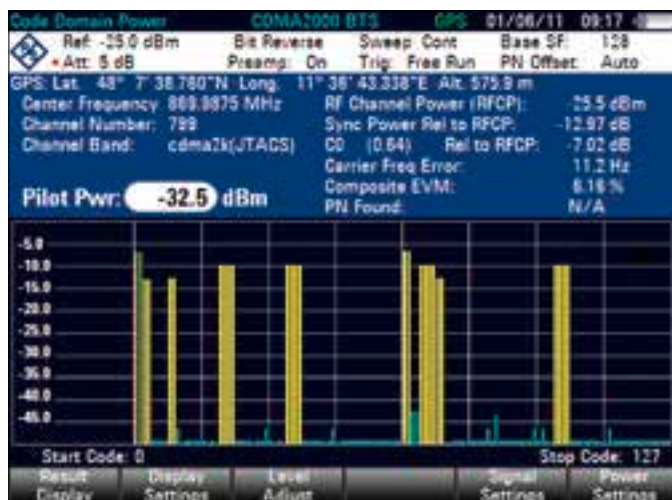 Code Domain Power CDMA2000 BTS GPS 01/06/11 09:17
Ref: -25.0 dBm Bit Reverse Sweep: Cont Base SF: 128
• Att: 5 dB Preamp: On Trig: Free Run PN Offset: Auto
GPS: Lat. 48° 7' 38.760"N Long. 11° 36' 43.338"E Alt. 575.9 m
Center Frequency 869.9875 MHz RF Channel Power (RFCP): -25.5 dBm
Channel Number: 799 Sync Power Rel to RFCP: -12.97 dB
Channel Band: cdma2k(JTACS) C0 (0.64) Rel to RFCP: -7.02 dB
Carrier Freq Error: 11.2 Hz
Composite EVM: 6.16 %
Pilot Pwr: -32.5 dBm PN Found: N/A
-5.0
-10.0
-15.0
-20.0
-25.0
-30.0
-35.0
-40.0
-45.0
Start Code: 0 Stop Code: 127
Result Display Level Signal Power
Display Settings Adjust Settings Settings